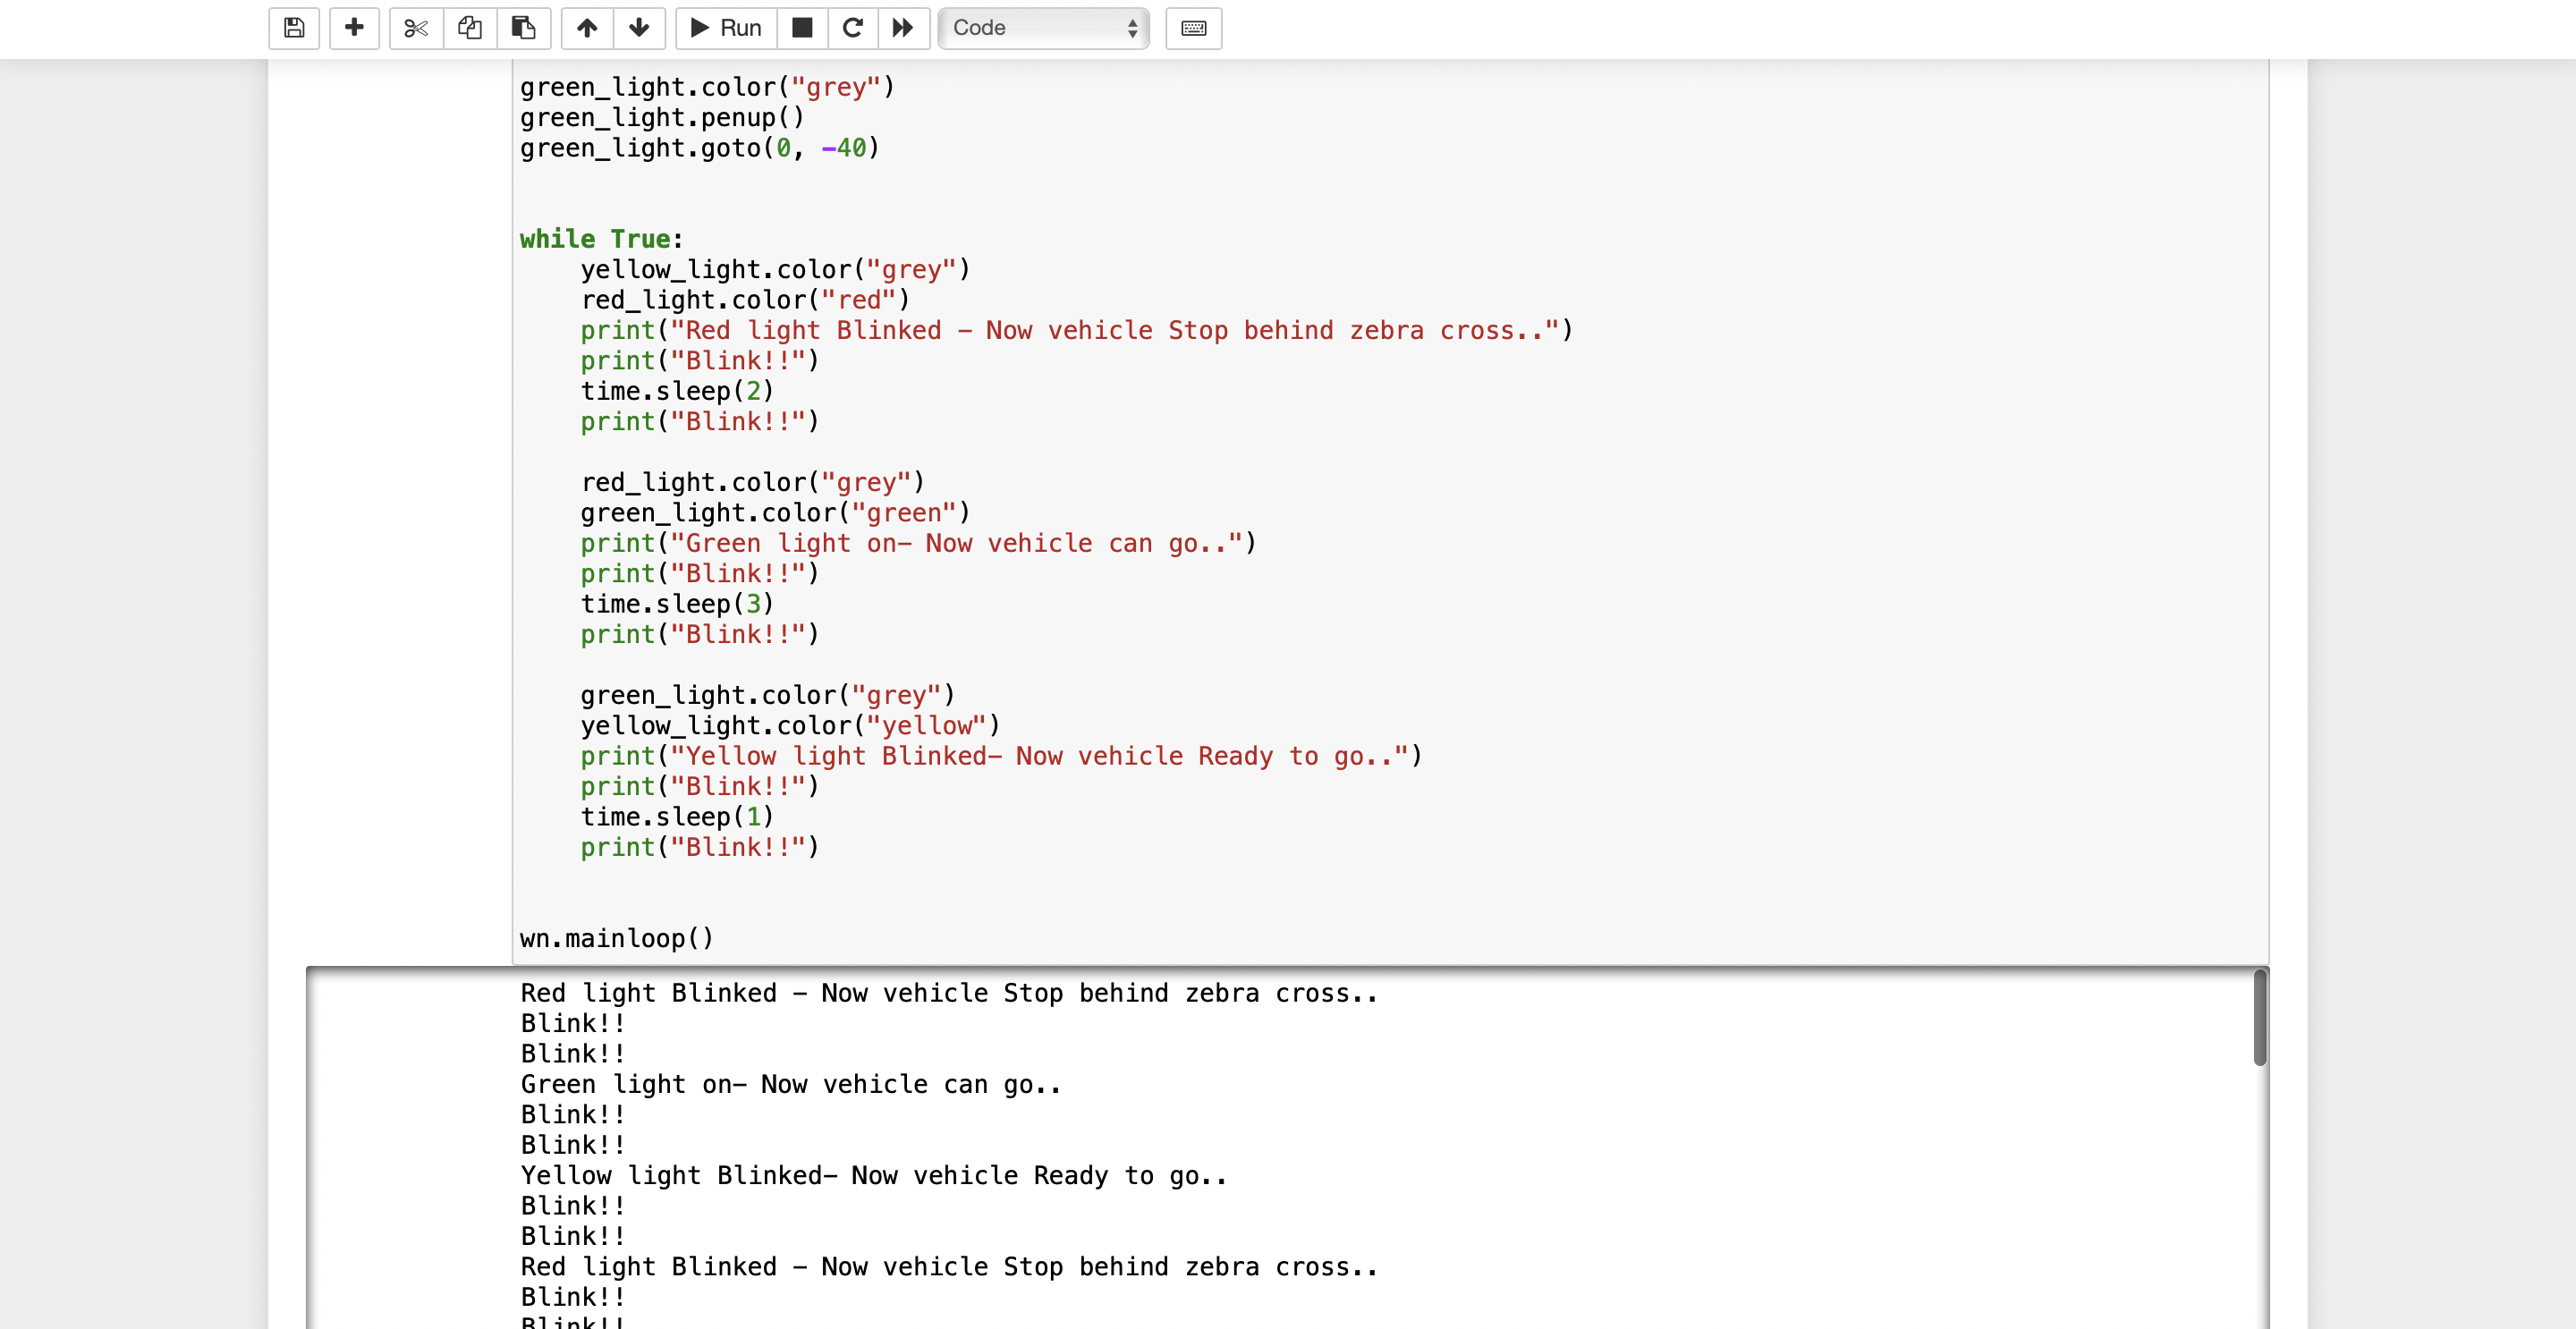 Run Code
green_light.color("grey")
green_light.penup()
green_light.goto(0, -40)
while True:
    yellow_light.color("grey")
    red_light.color("red")
    print("Red light Blinked - Now vehicle Stop behind zebra cross..")
    print("Blink!!")
    time.sleep(2)
    print("Blink!!")
    red_light.color("grey")
    green_light.color("green")
    print("Green light on- Now vehicle can go..")
    print("Blink!!")
    time.sleep(3)
    print("Blink!!")
    green_light.color("grey")
    yellow_light.color("yellow")
    print("Yellow light Blinked- Now vehicle Ready to go..")
    print("Blink!!")
    time.sleep(1)
    print("Blink!!")
wn.mainloop()
Red light Blinked - Now vehicle Stop behind zebra cross..
Blink!!
Blink!!
Green light on- Now vehicle can go..
Blink!!
Blink!!
Yellow light Blinked- Now vehicle Ready to go..
Blink!!
Blink!!
Red light Blinked - Now vehicle Stop behind zebra cross..
Blink!!
Blink!!